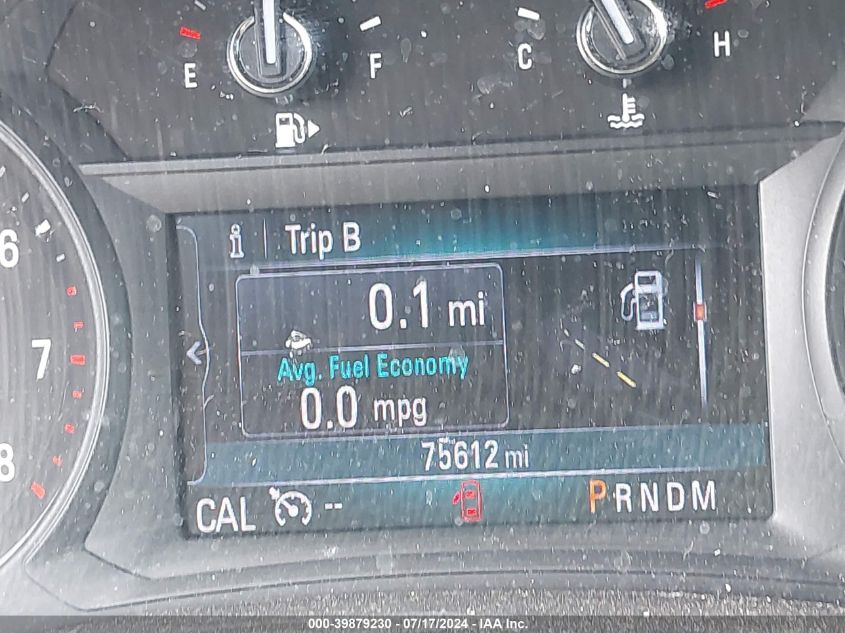 E F C H
6
Trip B
0.1 mi
7
Avg. Fuel Economy
0.0 mpg
75612 mi
8
CAL -- PRNDM
000-39879230 - 07/17/2024 - IAA Inc.